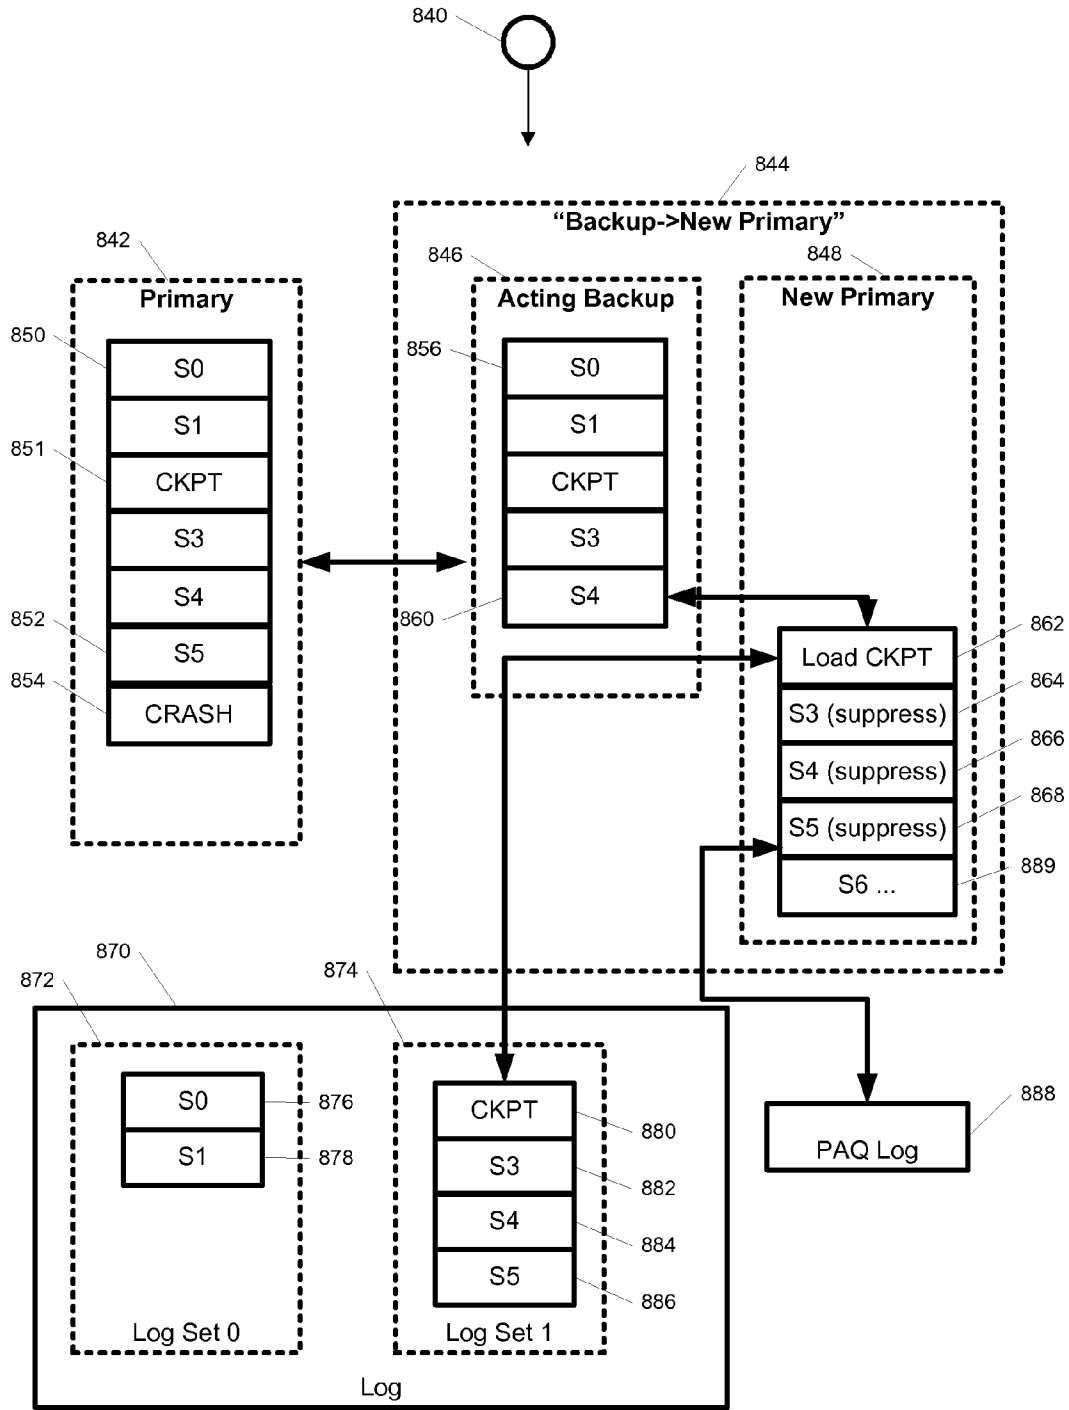 840
844
“Backup->New Primary”
842
846
848
Primary
Acting Backup
New Primary
850
S0
S1
851
CKPT
S3
S4
852
S5
854
CRASH
856
S0
S1
CKPT
S3
860
S4
862
Load CKPT
864
S3 (suppress)
866
S4 (suppress)
868
S5 (suppress)
889
S6 ...
870
872
874
S0
876
S1
878
Log Set 0
CKPT
880
S3
882
S4
884
S5
886
Log Set 1
Log
888
PAQ Log